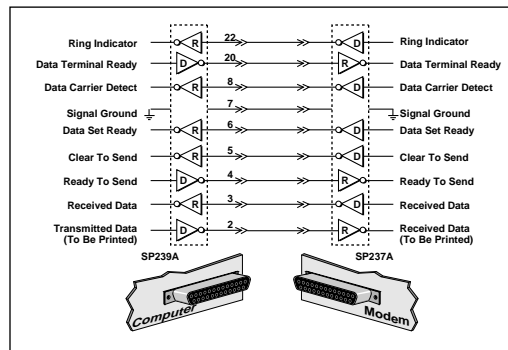 Ring Indicator R 22 D Ring Indicator
Data Terminal Ready D 20 R Data Terminal Ready
Data Carrier Detect R 8 D Data Carrier Detect
Signal Ground 7 Signal Ground
Data Set Ready R 6 D Data Set Ready
Clear To Send R 5 D Clear To Send
Ready To Send D 4 R Ready To Send
Received Data R 3 D Received Data
Transmitted Data D 2 R Received Data
(To Be Printed) (To Be Printed)
SP239A SP237A
Computer Modem